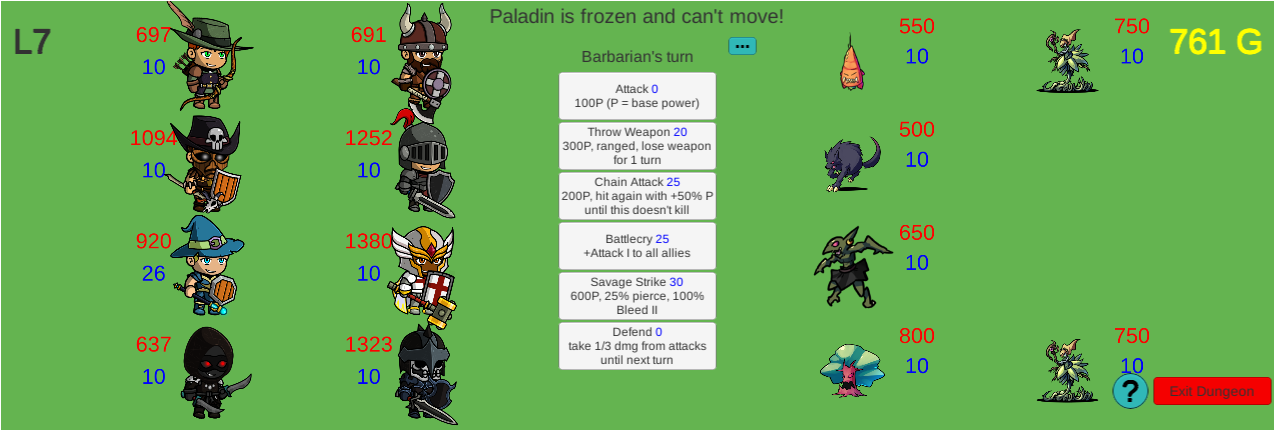 Paladin is frozen and can't move!
L7
761 G
697
10
691
10
1094
10
1252
10
920
26
1380
10
637
10
1323
10
...
Barbarian's turn
Attack 0
100P (P = base power)
Throw Weapon 20
300P, ranged, lose weapon
for 1 turn
Chain Attack 25
200P, hit again with +50% P
until this doesn't kill
Battlecry 25
+Attack I to all allies
Savage Strike 30
600P, 25% pierce, 100%
Bleed II
Defend 0
take 1/3 dmg from attacks
until next turn
550
10
750
10
500
10
650
10
800
10
750
10
?
Exit Dungeon